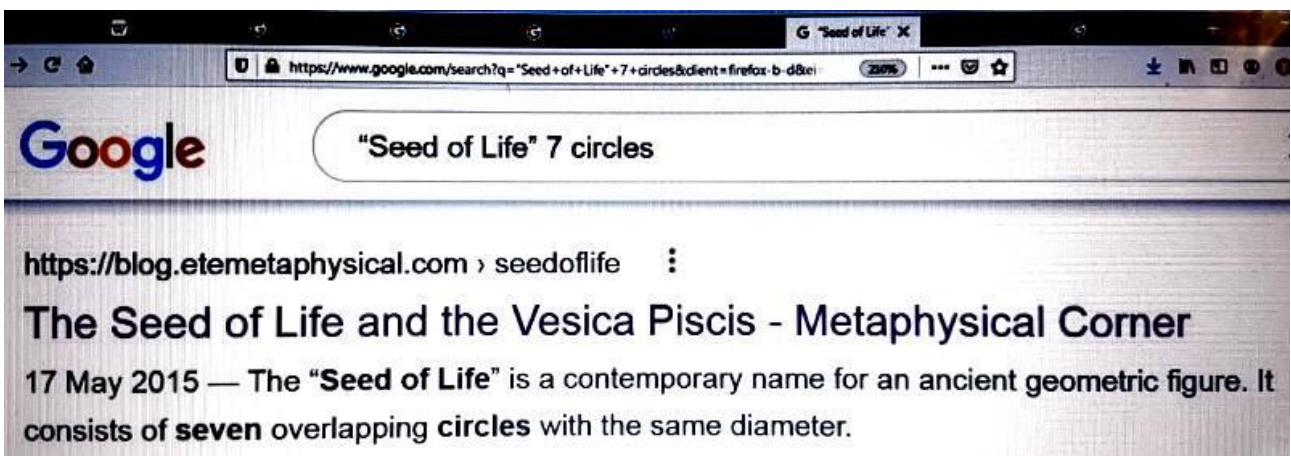 G "Seed of Life" X
https://www.google.com/search?q="Seed+of+Life"+7+circles&client=firefox-b-d&ei
210%
Google
"Seed of Life" 7 circles
https://blog.etemetaphysical.com › seedoflife
The Seed of Life and the Vesica Piscis - Metaphysical Corner
17 May 2015 — The "Seed of Life" is a contemporary name for an ancient geometric figure. It
consists of seven overlapping circles with the same diameter.